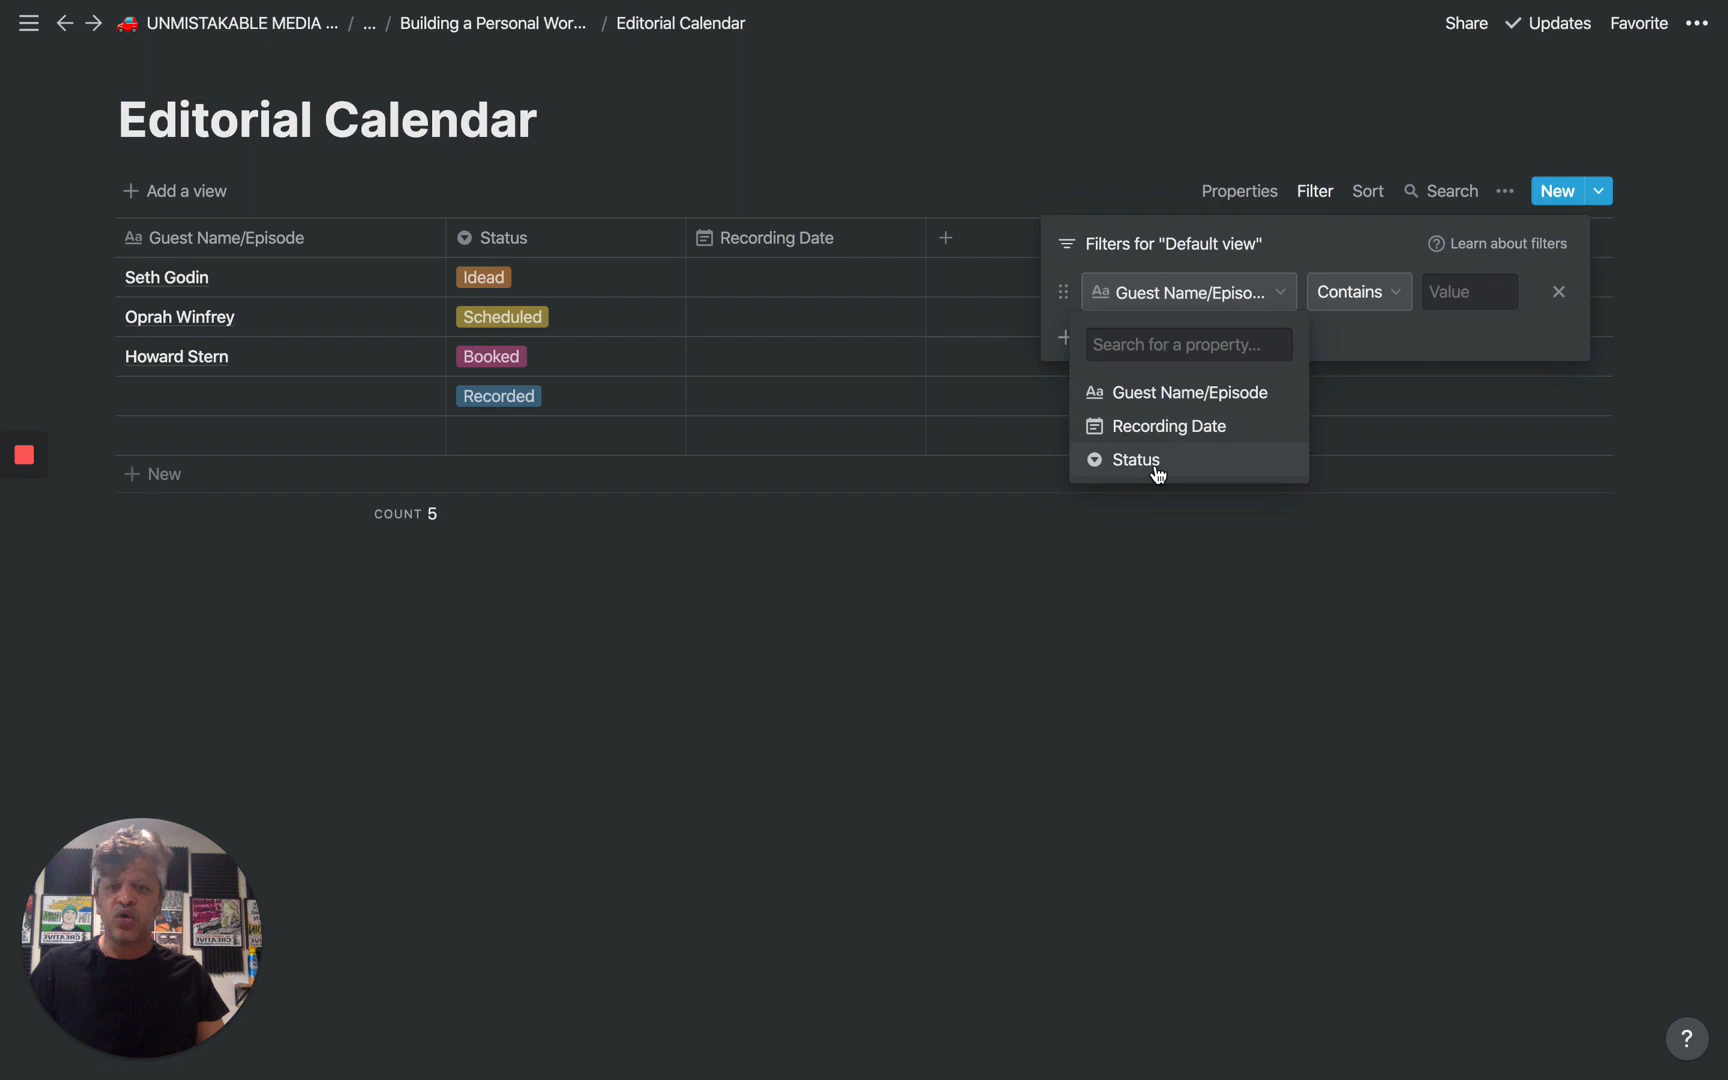 UNMISTAKABLE MEDIA ... / ... / Building a Personal Wor... / Editorial Calendar
Share Updates Favorite
Editorial Calendar
Add a view
Properties Filter Sort Search New
Aa Guest Name/Episode Status Recording Date
Filters for "Default view" Learn about filters
Seth Godin Idead
Aa Guest Name/Episo... Contains Value
Oprah Winfrey Scheduled
Search for a property...
Howard Stern Booked
Recorded
Aa Guest Name/Episode
Recording Date
Status
New
COUNT 5
?